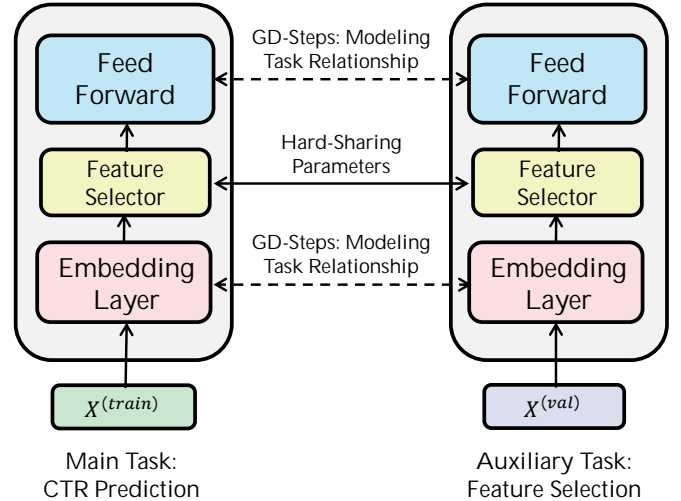 Feed
Forward
GD-Steps: Modeling
Task Relationship
Feed
Forward
Feature
Selector
Hard-Sharing
Parameters
Feature
Selector
Embedding
Layer
GD-Steps: Modeling
Task Relationship
Embedding
Layer
X^(train)
X^(val)
Main Task:
CTR Prediction
Auxiliary Task:
Feature Selection